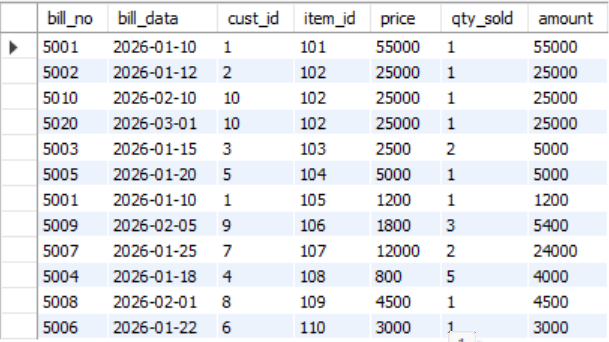 bill_no bill_data cust_id item_id price qty_sold amount
5001 2026-01-10 1 101 55000 1 55000
5002 2026-01-12 2 102 25000 1 25000
5010 2026-02-10 10 102 25000 1 25000
5020 2026-03-01 10 102 25000 1 25000
5003 2026-01-15 3 103 2500 2 5000
5005 2026-01-20 5 104 5000 1 5000
5001 2026-01-10 1 105 1200 1 1200
5009 2026-02-05 9 106 1800 3 5400
5007 2026-01-25 7 107 12000 2 24000
5004 2026-01-18 4 108 800 5 4000
5008 2026-02-01 8 109 4500 1 4500
5006 2026-01-22 6 110 3000 1 3000